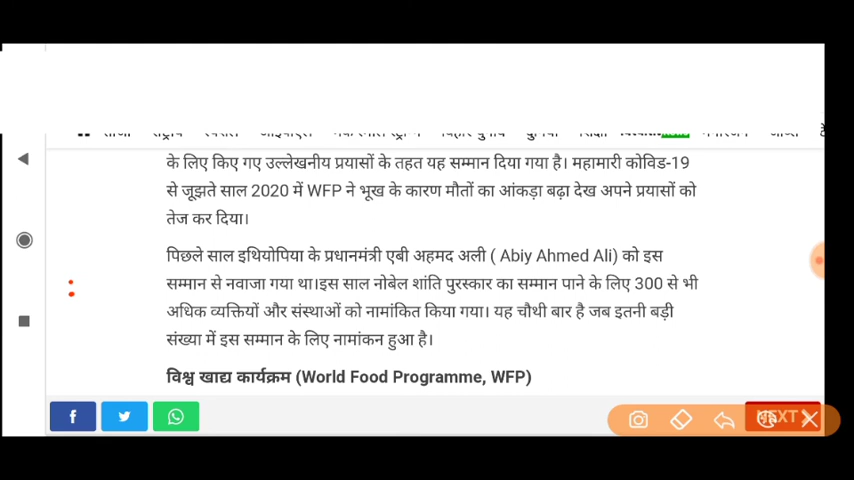 के लिए किए गए उल्लेखनीय प्रयासों के तहत यह सम्मान दिया गया है। महामारी कोविड-19
से जूझते साल 2020 में WFP ने भूख के कारण मौतों का आंकड़ा बढ़ा देख अपने प्रयासों को
तेज कर दिया।
पिछले साल इथियोपिया के प्रधानमंत्री एबी अहमद अली ( Abiy Ahmed Ali) को इस
सम्मान से नवाजा गया था।इस साल नोबेल शांति पुरस्कार का सम्मान पाने के लिए 300 से भी
अधिक व्यक्तियों और संस्थाओं को नामांकित किया गया। यह चौथी बार है जब इतनी बड़ी
संख्या में इस सम्मान के लिए नामांकन हुआ है।
विश्व खाद्य कार्यक्रम (World Food Programme, WFP)
NEXT